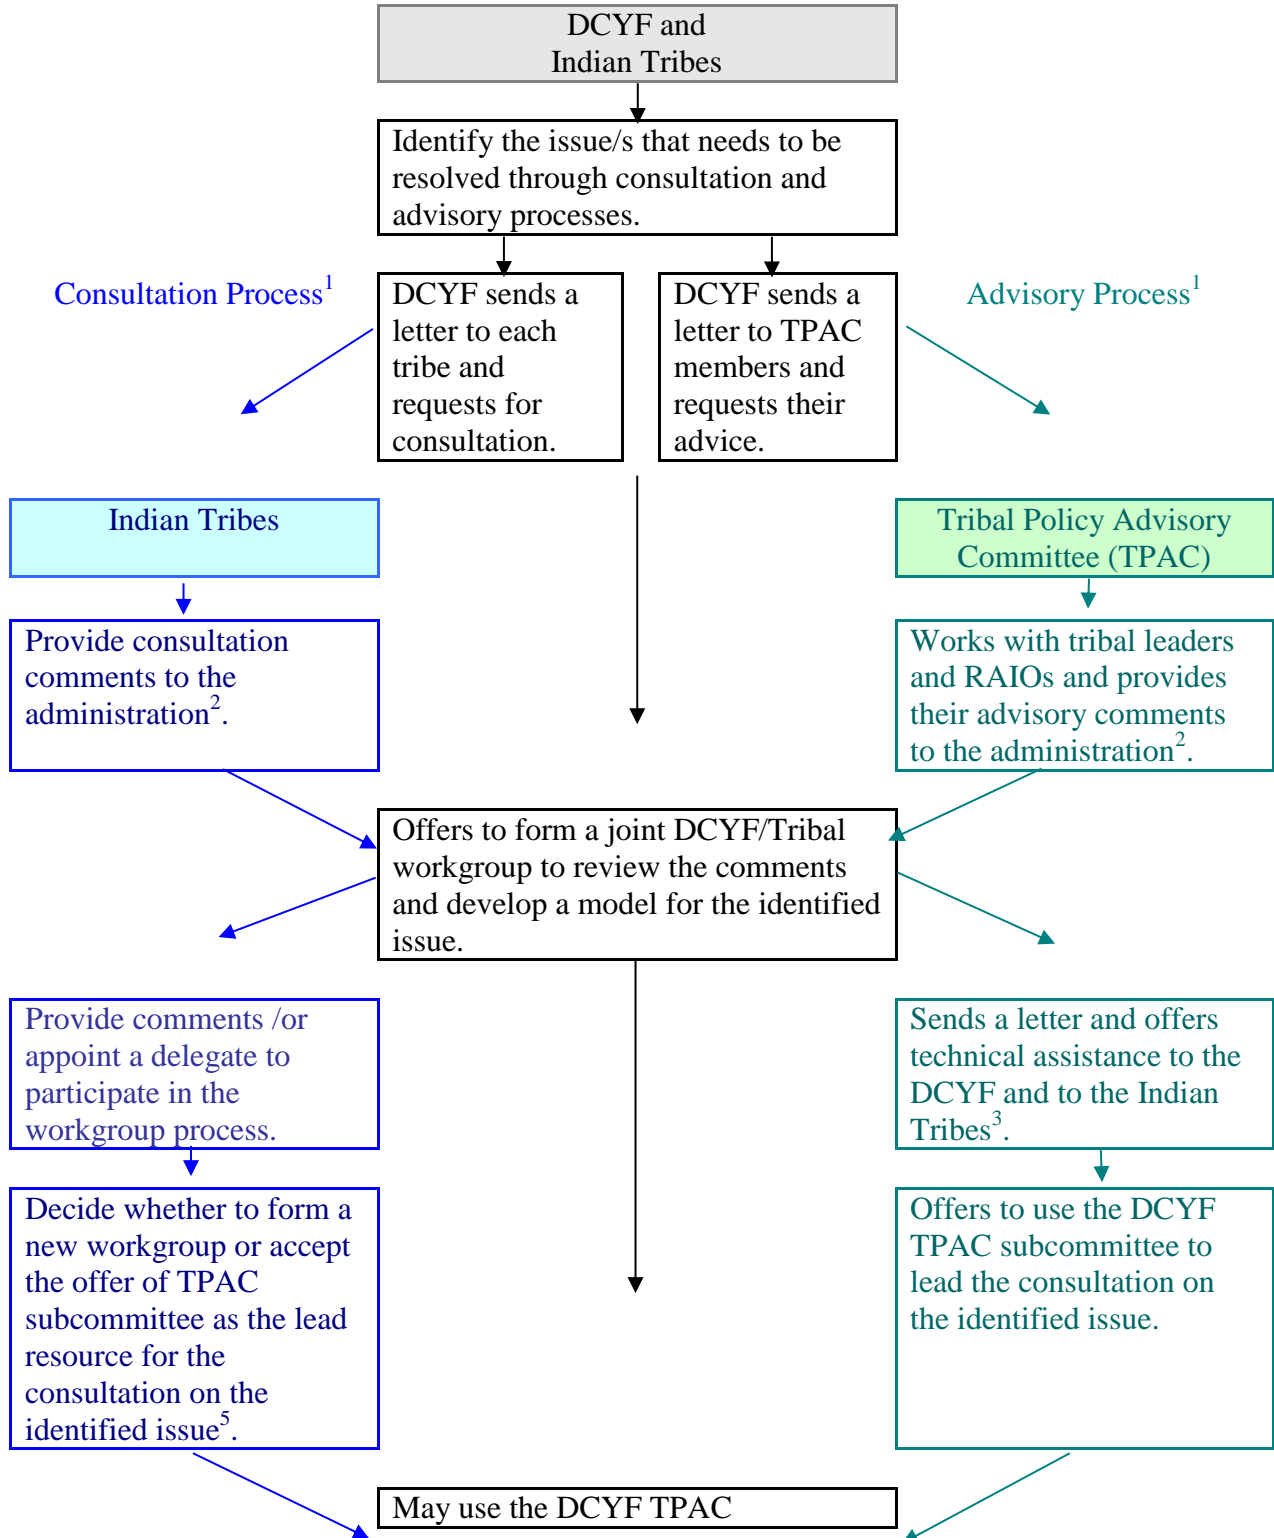 DCYF and
Indian Tribes
Identify the issue/s that needs to be
resolved through consultation and
advisory processes.
Consultation Process¹
DCYF sends a
letter to each
tribe and
requests for
consultation.
DCYF sends a
letter to TPAC
members and
requests their
advice.
Advisory Process¹
Indian Tribes
Tribal Policy Advisory
Committee (TPAC)
Provide consultation
comments to the
administration².
Works with tribal leaders
and RAIOs and provides
their advisory comments
to the administration².
Offers to form a joint DCYF/Tribal
workgroup to review the comments
and develop a model for the identified
issue.
Provide comments /or
appoint a delegate to
participate in the
workgroup process.
Sends a letter and offers
technical assistance to the
DCYF and to the Indian
Tribes³.
Decide whether to form a
new workgroup or accept
the offer of TPAC
subcommittee as the lead
resource for the
consultation on the
identified issue⁵.
Offers to use the DCYF
TPAC subcommittee to
lead the consultation on
the identified issue.
May use the DCYF TPAC